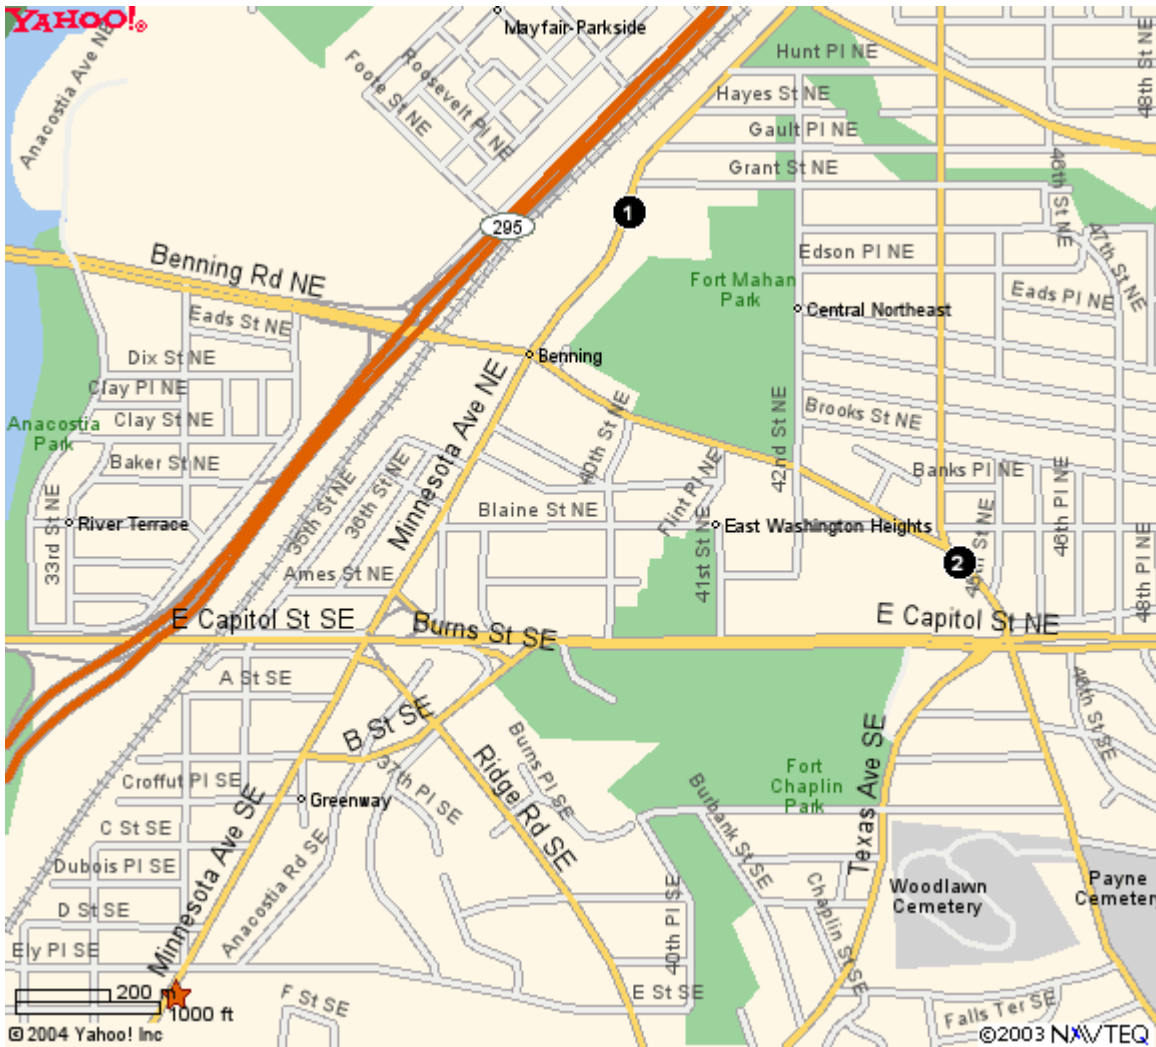 YAHOO!®
Mayfair-Parkside
Hunt Pl NE
Anacostia Ave NE
Foote St NE
Roosevelt Pl NE
Hayes St NE
48th St NE
Gault Pl NE
Grant St NE
46th St NE
1
295
47th St NE
Benning Rd NE
Edson Pl NE
Fort Mahan
Park
Eads Pl NE
Central Northeast
Eads St NE
Dix St NE
Benning
Clay Pl NE
Minnesota Ave NE
Anacostia
Park
Clay St NE
40th St NE
42nd St NE
Brooks St NE
Baker St NE
36th St NE
Flint Pl NE
Banks Pl NE
35th St NE
Blaine St NE
River Terrace
East Washington Heights
33rd St NE
46th Pl NE
48th Pl NE
2
Ames St NE
41st St NE
E Capitol St SE
Burns St SE
E Capitol St NE
A St SE
46th St SE
B St SE
Texas Ave SE
Burns Pl SE
Ridge Rd SE
37th Pl SE
Croffut Pl SE
Greenway
Fort
Chaplin
Park
Burbank St SE
C St SE
Minnesota Ave SE
Dubois Pl SE
Anacostia Rd SE
Chaplin St SE
Woodlawn
Cemetery
Payne
Cemetery
D St SE
40th Pl SE
Ely Pl SE
200 m
1000 ft
F St SE
E St SE
Falls Ter SE
© 2004 Yahoo! Inc
©2003 NAVTEQ